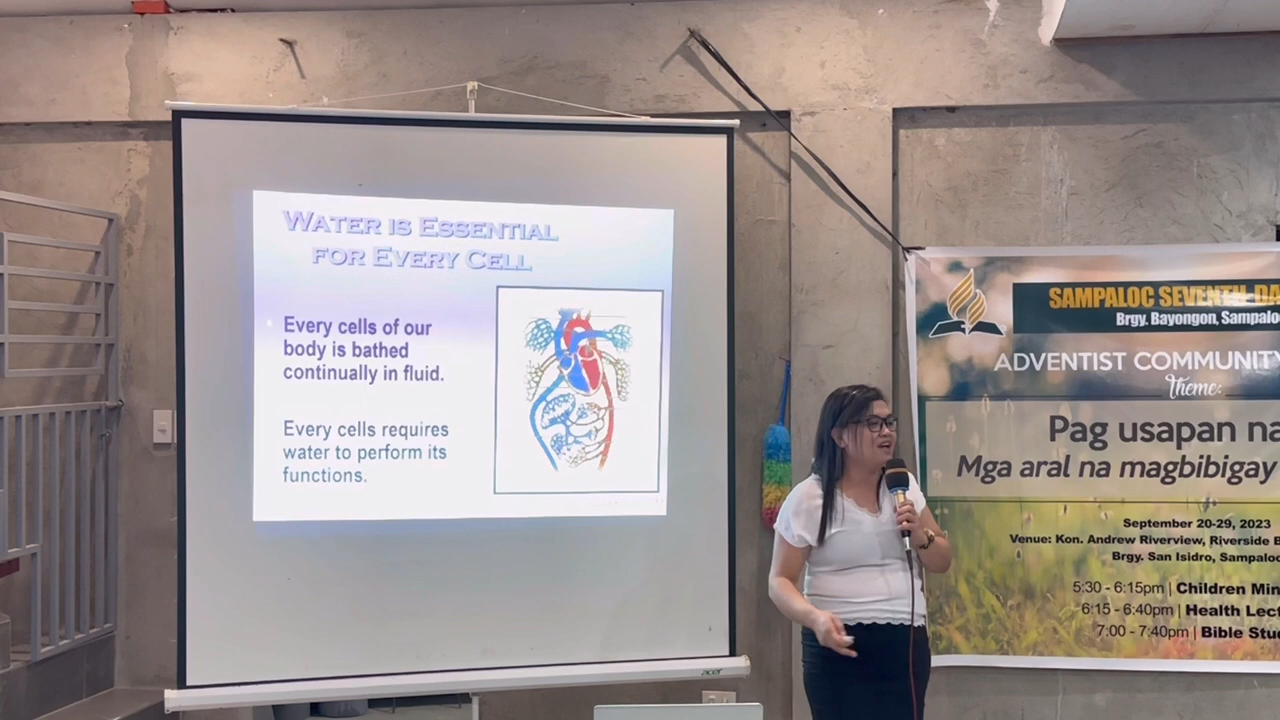 WATER IS ESSENTIAL
FOR EVERY CELL
Every cells of our
body is bathed
continually in fluid.
Every cells requires
water to perform its
functions.
acer
SAMPALOC SEVENTH-DA
Brgy. Bayongon, Sampalo
ADVENTIST COMMUNITY
Theme:
Pag usapan na
Mga aral na magbibigay
September 20-29, 2023
Venue: Kon. Andrew Riverview, Riverside B
Brgy. San Isidro, Sampaloc
5:30 - 6:15pm | Children Min
6:15 - 6:40pm | Health Lect
7:00 - 7:40pm | Bible Stu